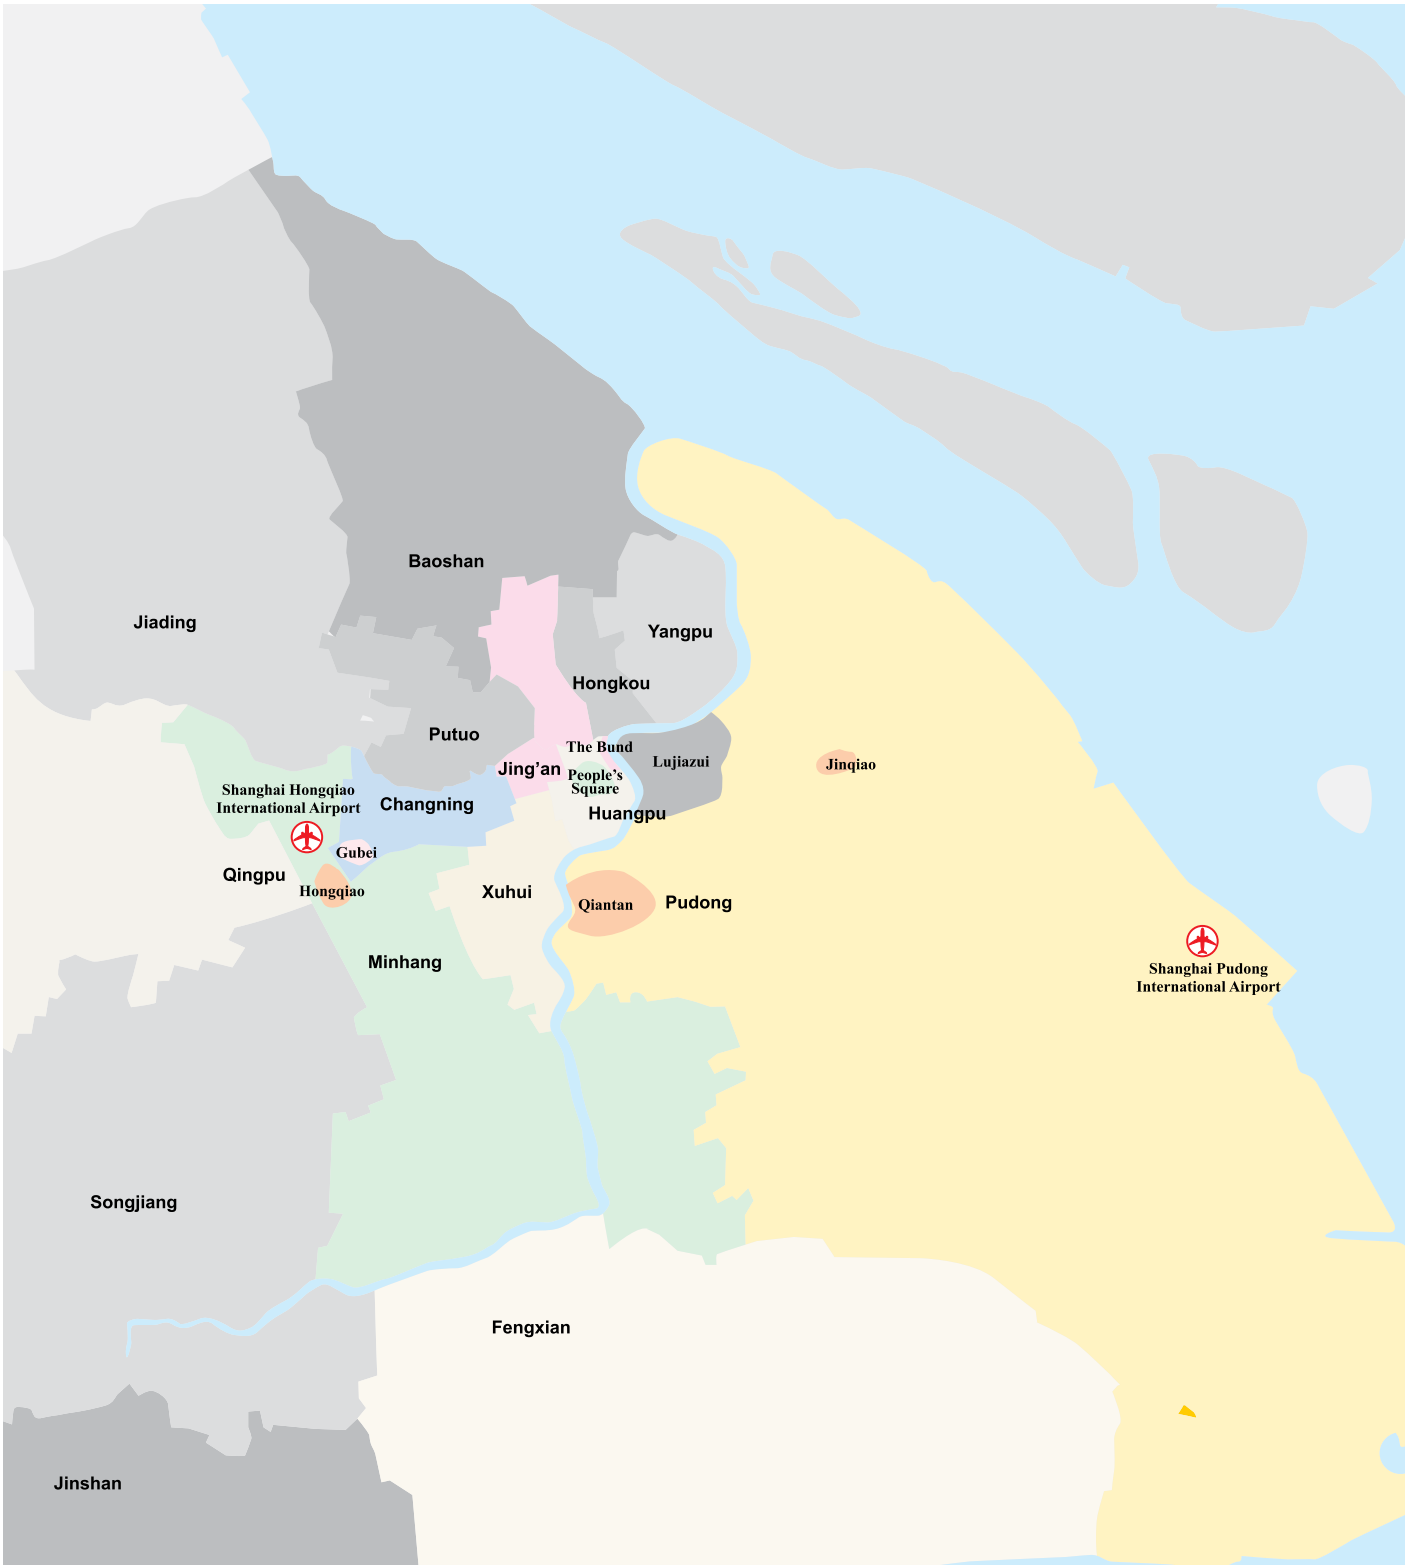 Baoshan
Jiading
Yangpu
Hongkou
Putuo
The Bund
Lujiazui
Jing’an
Jinqiao
People’s
Square
Shanghai Hongqiao
International Airport
Changning
Huangpu
Gubei
Qingpu
Hongqiao
Xuhui
Qiantan
Pudong
Minhang
Shanghai Pudong
International Airport
Songjiang
Fengxian
Jinshan